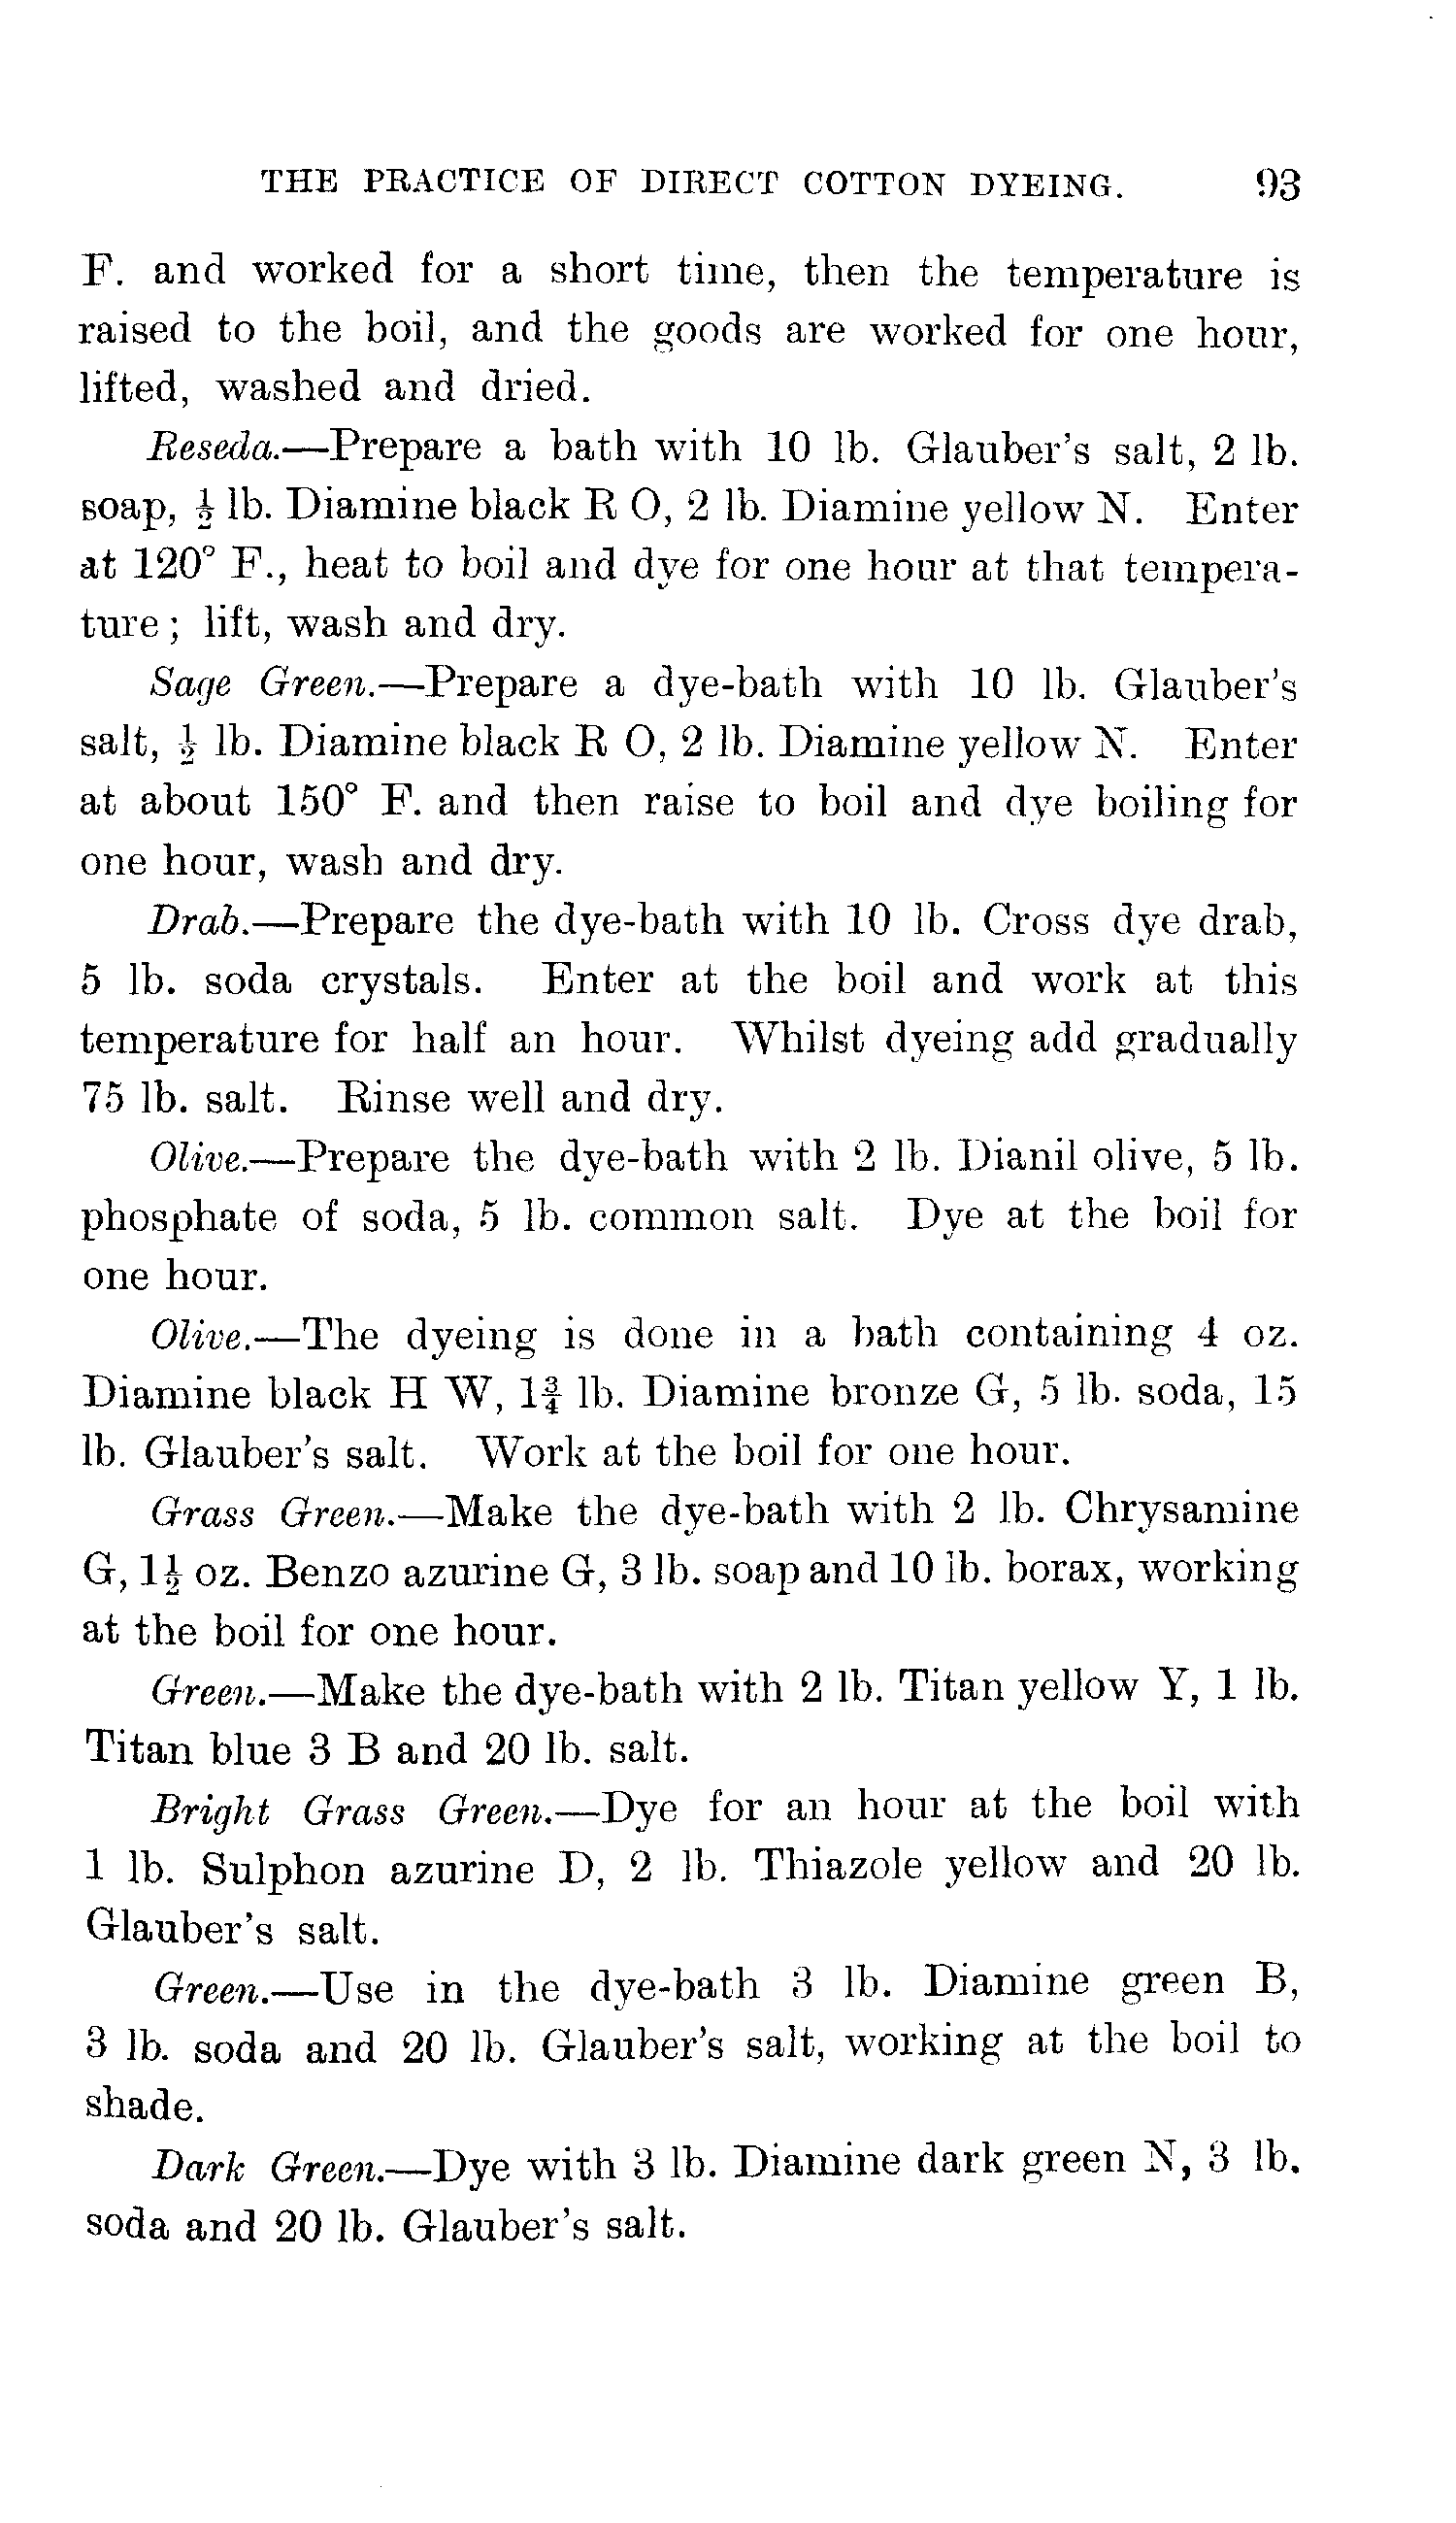 THE PRACTICE OF DIRECT COTTON DYEING. 93
F. and worked for a short time, then the temperature is
raised to the boil, and the goods are worked for one hour,
lifted, washed and dried.
Reseda.—Prepare a bath with 10 lb. Glauber's salt, 2 lb.
soap, ½ lb. Diamine black R O, 2 lb. Diamine yellow N. Enter
at 120° F., heat to boil and dye for one hour at that tempera-
ture; lift, wash and dry.
Sage Green.—Prepare a dye-bath with 10 lb. Glauber's
salt, ½ lb. Diamine black R O, 2 lb. Diamine yellow N. Enter
at about 150° F. and then raise to boil and dye boiling for
one hour, wash and dry.
Drab.—Prepare the dye-bath with 10 lb. Cross dye drab,
5 lb. soda crystals. Enter at the boil and work at this
temperature for half an hour. Whilst dyeing add gradually
75 lb. salt. Rinse well and dry.
Olive.—Prepare the dye-bath with 2 lb. Dianil olive, 5 lb.
phosphate of soda, 5 lb. common salt. Dye at the boil for
one hour.
Olive.—The dyeing is done in a bath containing 4 oz.
Diamine black H W, 1¾ lb. Diamine bronze G, 5 lb. soda, 15
lb. Glauber's salt. Work at the boil for one hour.
Grass Green.—Make the dye-bath with 2 lb. Chrysamine
G, 1½ oz. Benzo azurine G, 3 lb. soap and 10 lb. borax, working
at the boil for one hour.
Green.—Make the dye-bath with 2 lb. Titan yellow Y, 1 lb.
Titan blue 3 B and 20 lb. salt.
Bright Grass Green.—Dye for an hour at the boil with
1 lb. Sulphon azurine D, 2 lb. Thiazole yellow and 20 lb.
Glauber's salt.
Green.—Use in the dye-bath 3 lb. Diamine green B,
3 lb. soda and 20 lb. Glauber's salt, working at the boil to
shade.
Dark Green.—Dye with 3 lb. Diamine dark green N, 3 lb.
soda and 20 lb. Glauber's salt.